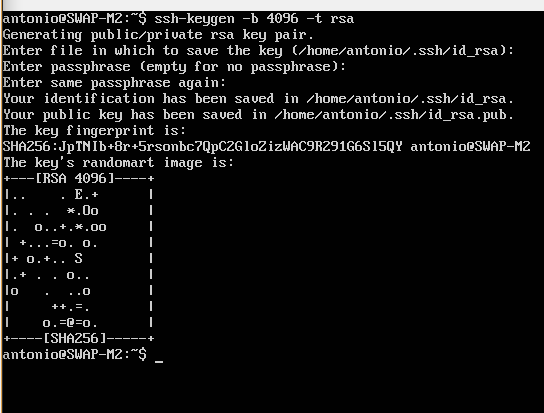 antonio@SWAP-M2:~$ ssh-keygen -b 4096 -t rsa
Generating public/private rsa key pair.
Enter file in which to save the key (/home/antonio/.ssh/id_rsa):
Enter passphrase (empty for no passphrase):
Enter same passphrase again:
Your identification has been saved in /home/antonio/.ssh/id_rsa.
Your public key has been saved in /home/antonio/.ssh/id_rsa.pub.
The key fingerprint is:
SHA256:JpTNIb+8r+5rsonbc7QpC2GloZizWAC9R291G6Sl5QY antonio@SWAP-M2
The key's randomart image is:
+---[RSA 4096]----+
|..     . E.+     |
|. . .  *.Oo      |
|.  o..+.*.oo     |
| +...=o. o.      |
|+ o.+.. S        |
|.+ . . o..       |
|o   .  ..o       |
|     ++.=.       |
|    o.=@=o.      |
+----[SHA256]-----+
antonio@SWAP-M2:~$ _